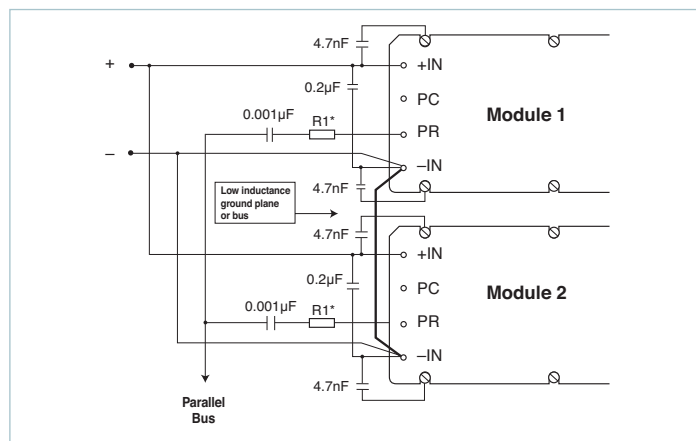 4.7nF
+
+IN
0.2µF
PC
0.001µF
R1*
Module 1
PR
–
–IN
4.7nF
Low inductance
ground plane
or bus
4.7nF
+IN
0.2µF
PC
Module 2
0.001µF
R1*
PR
–IN
4.7nF
Parallel
Bus